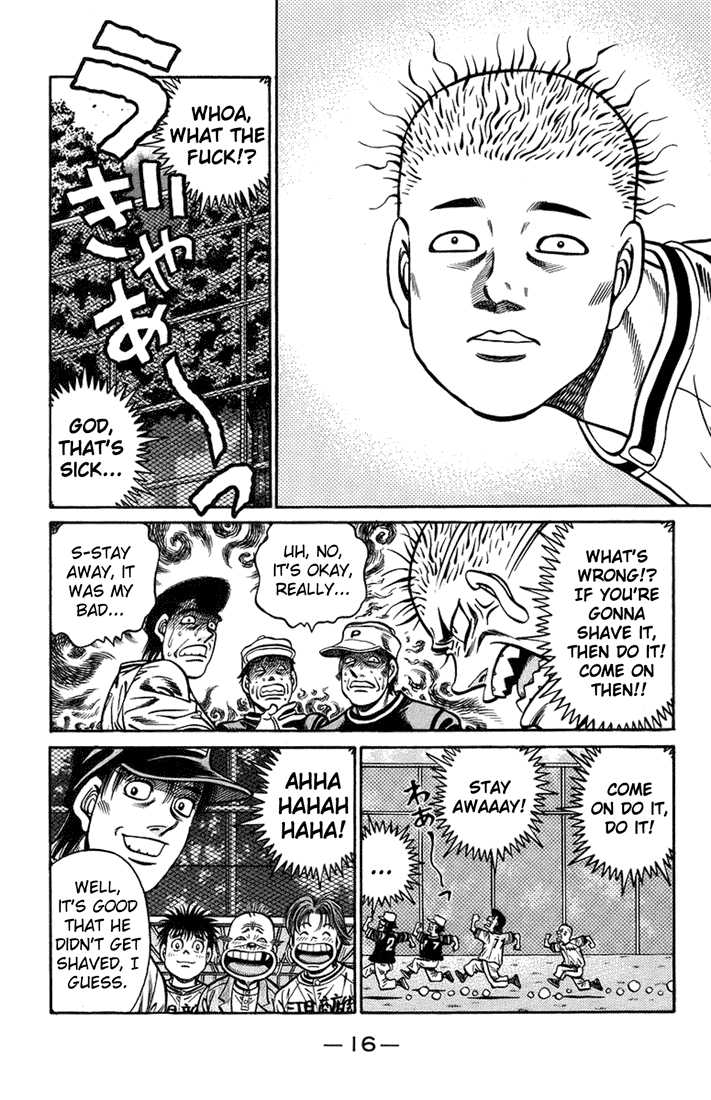 WHOA,
WHAT THE
FUCK!?
うぎゃあ〜っ
GOD,
THAT'S
SICK...
WHAT'S
WRONG!?
IF YOU'RE
GONNA
SHAVE IT,
THEN DO IT!
COME ON
THEN!!
UH, NO,
IT'S OKAY,
REALLY...
S-STAY
AWAY, IT
WAS MY
BAD...
P
COME
ON DO IT,
DO IT!
STAY
AWAAAY!
わあ〜っ
...
2
7
AHHA
HAHAH
HAHA!
WELL,
IT'S GOOD
THAT HE
DIDN'T GET
SHAVED, I
GUESS.
—16—